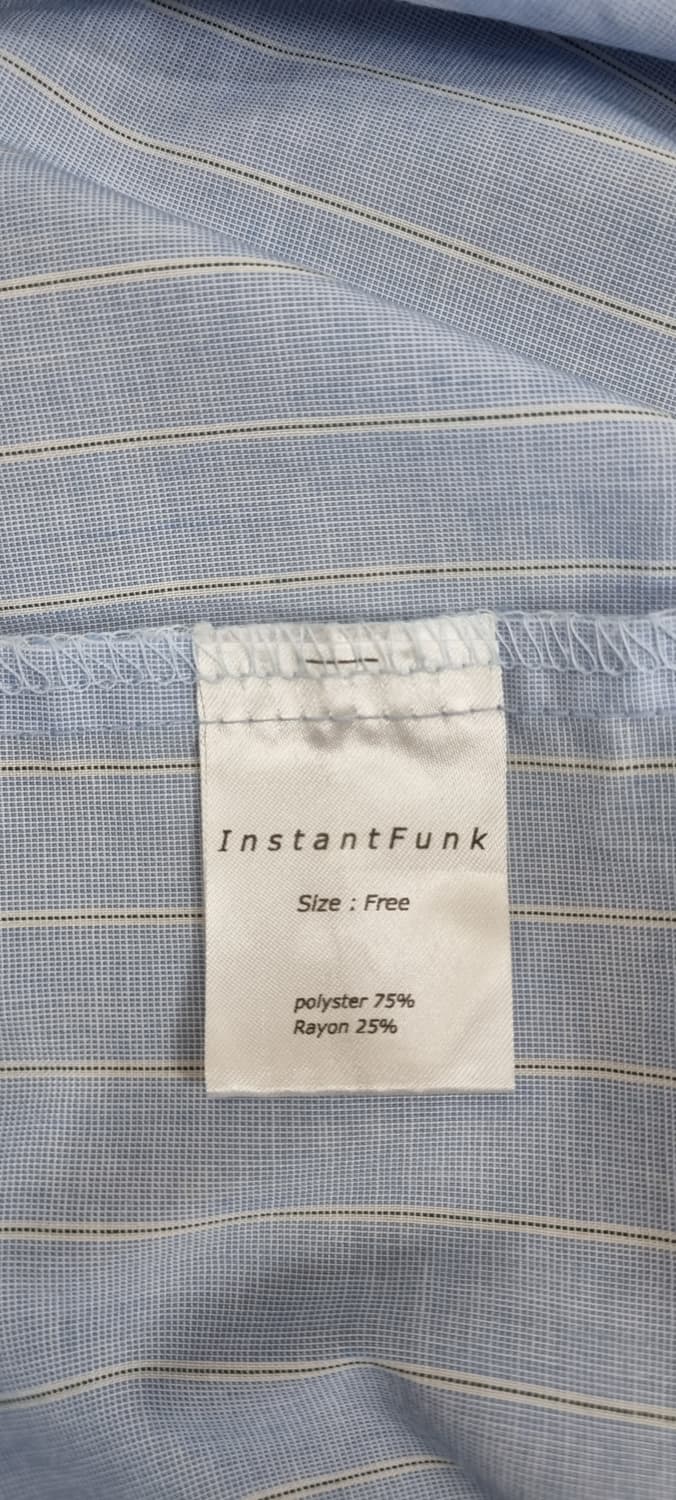 InstantFunk
Size : Free
polyster 75%
Rayon 25%